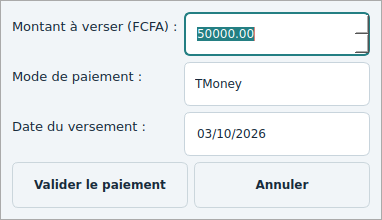 Montant à verser (FCFA) : 50000.00
Mode de paiement : TMoney
Date du versement : 03/10/2026
Valider le paiement Annuler